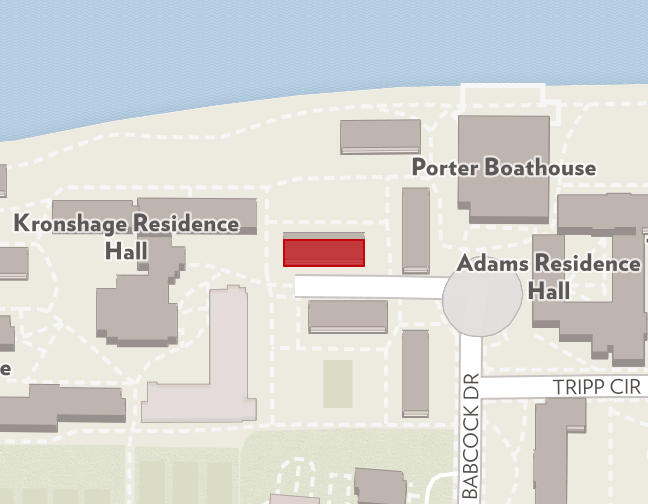 Porter Boathouse
Kronshage Residence
Hall
Adams Residence
Hall
e
TRIPP CIR
BABCOCK DR